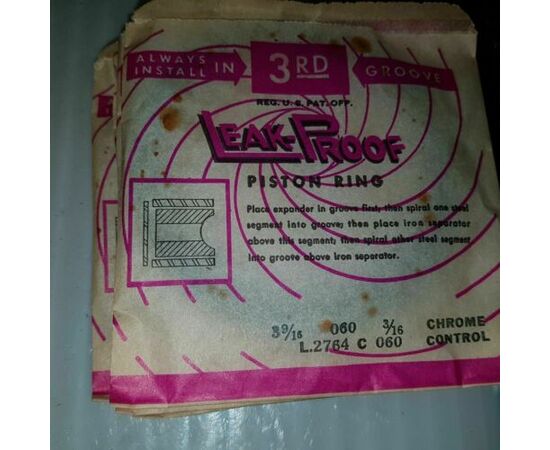 ALWAYS INSTALL IN 3RD GROOVE
REG. U. S. PAT. OFF.
LEAK-PROOF
PISTON RING
Place expander in groove first; then spiral one steel
segment into groove; then place iron separator
above this segment; then spiral other steel segment
into groove above iron separator.
3 9/16 060 3/16 CHROME
L.2764 C 060 CONTROL